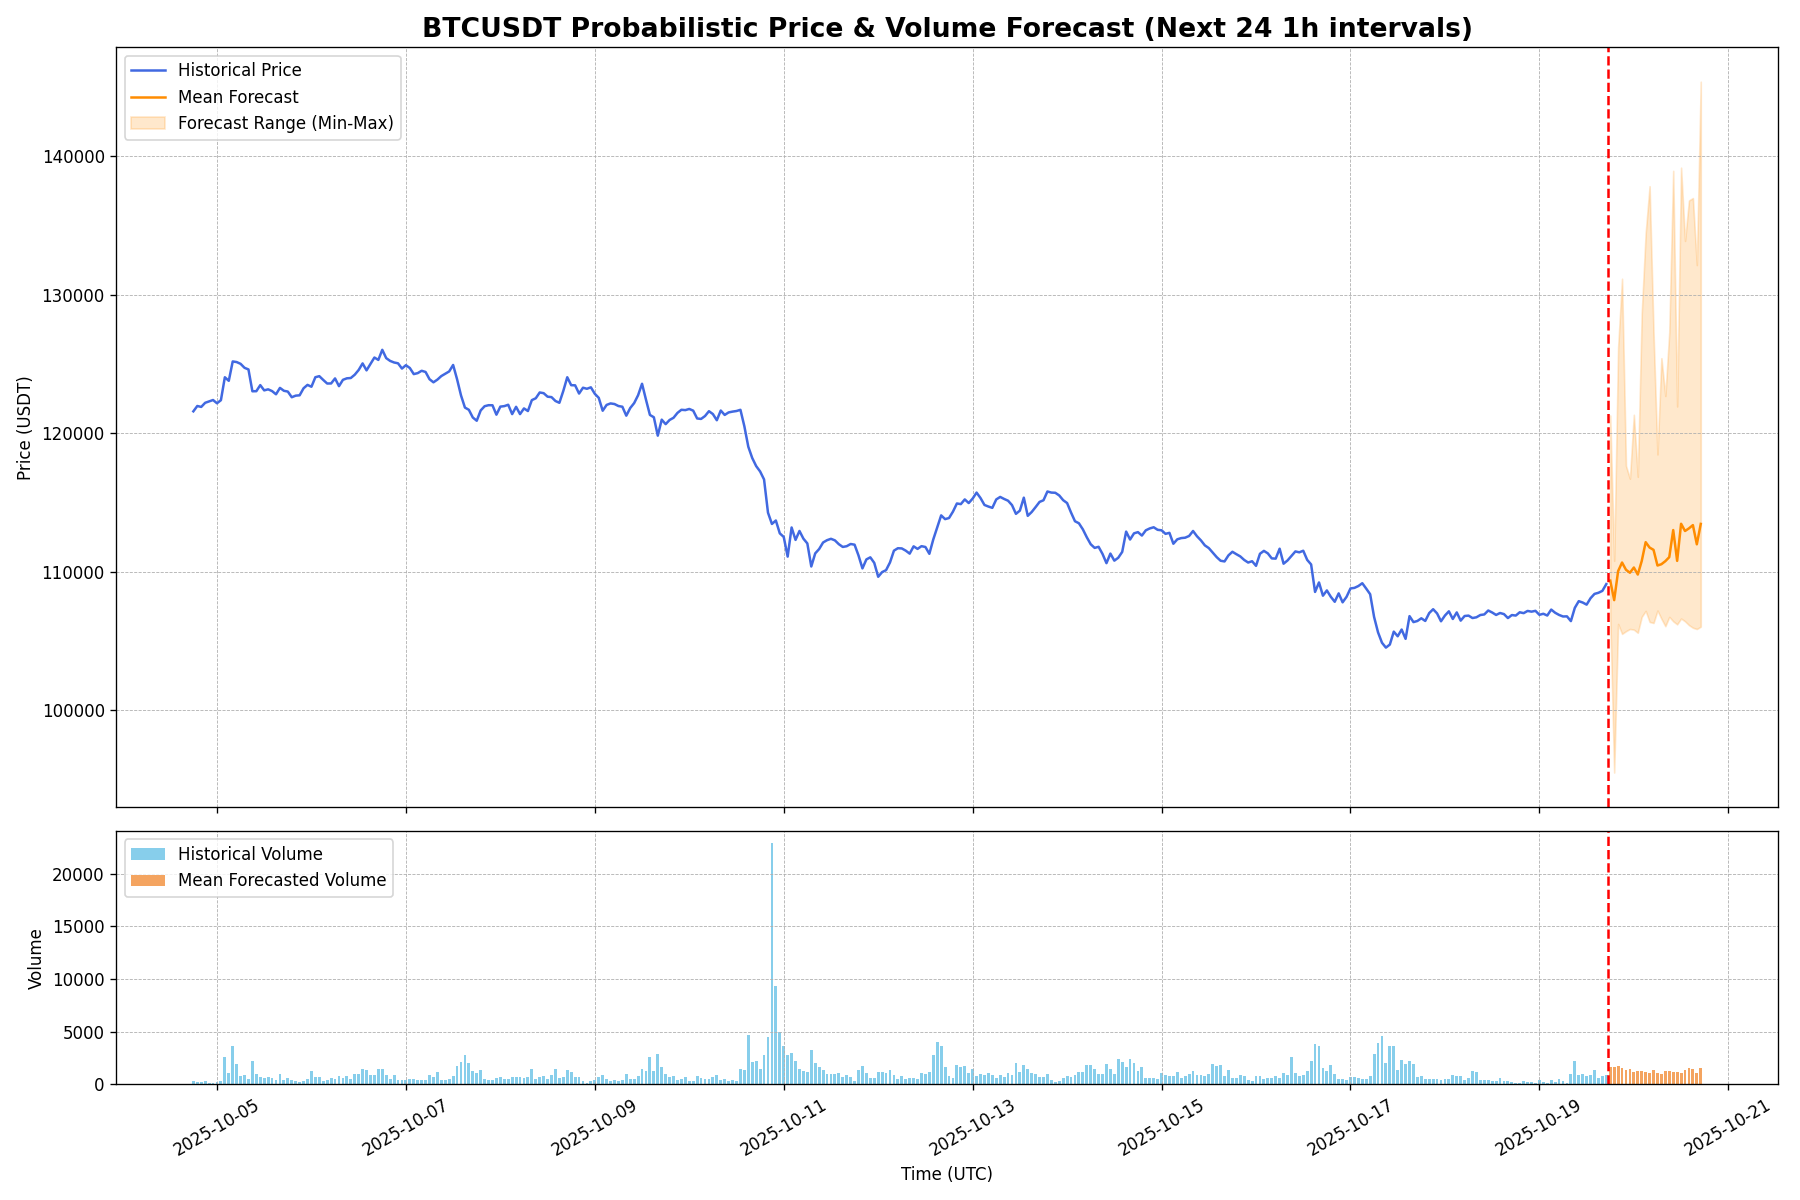 BTCUSDT Probabilistic Price & Volume Forecast (Next 24 1h intervals)
Historical Price
Mean Forecast
Forecast Range (Min-Max)
Price (USDT)
140000
130000
120000
110000
100000
Historical Volume
Mean Forecasted Volume
Volume
20000
15000
10000
5000
0
2025-10-05
2025-10-07
2025-10-09
2025-10-11
2025-10-13
2025-10-15
2025-10-17
2025-10-19
2025-10-21
Time (UTC)